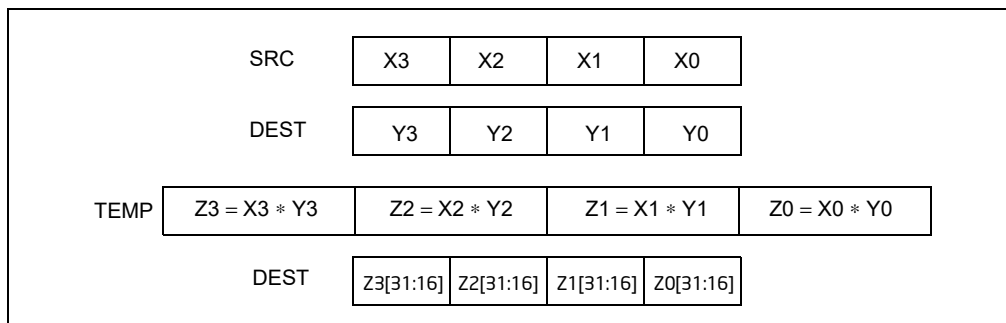 SRC X3 X2 X1 X0
DEST Y3 Y2 Y1 Y0
TEMP Z3 = X3 ∗ Y3 Z2 = X2 ∗ Y2 Z1 = X1 ∗ Y1 Z0 = X0 ∗ Y0
DEST Z3[31:16] Z2[31:16] Z1[31:16] Z0[31:16]